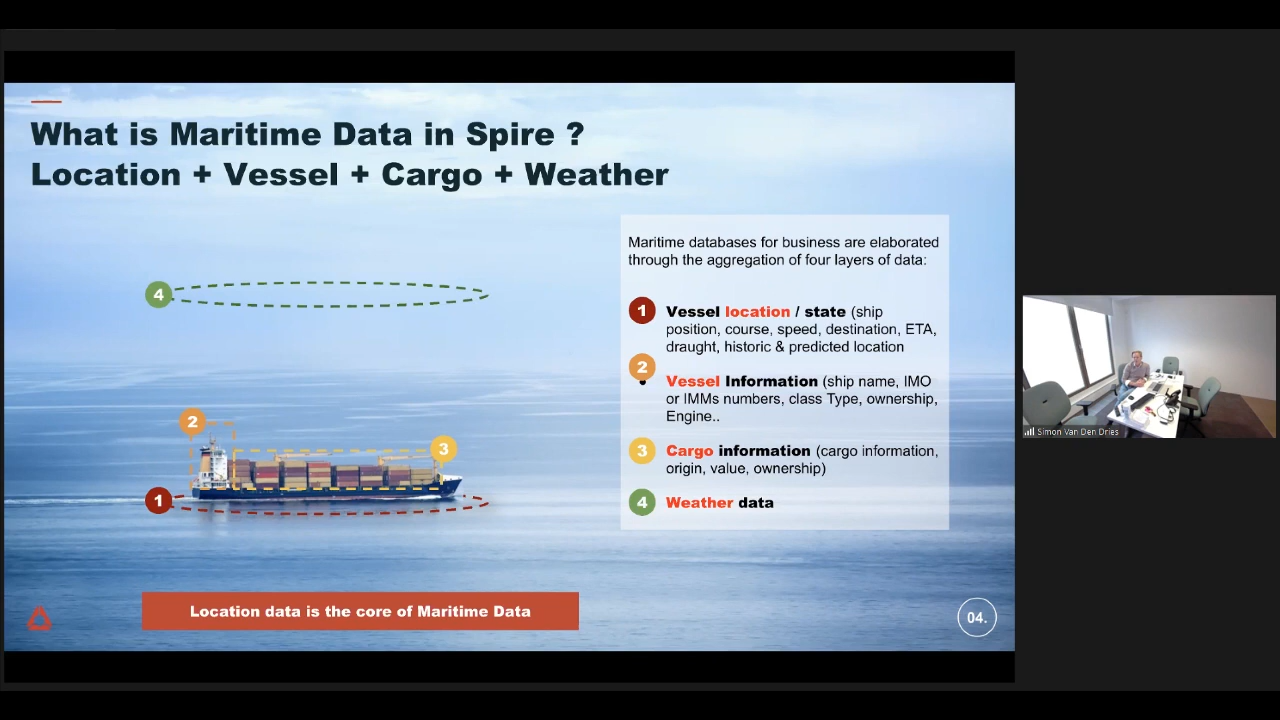 What is Maritime Data in Spire ?
Location + Vessel + Cargo + Weather
Maritime databases for business are elaborated
through the aggregation of four layers of data:
1
Vessel location / state (ship
position, course, speed, destination, ETA,
draught, historic & predicted location
2
Vessel Information (ship name, IMO
or IMMs numbers, class Type, ownership,
Engine..
3
Cargo information (cargo information,
origin, value, ownership)
4
Weather data
4
2
3
1
Location data is the core of Maritime Data
04.
Simon Van Den Dries